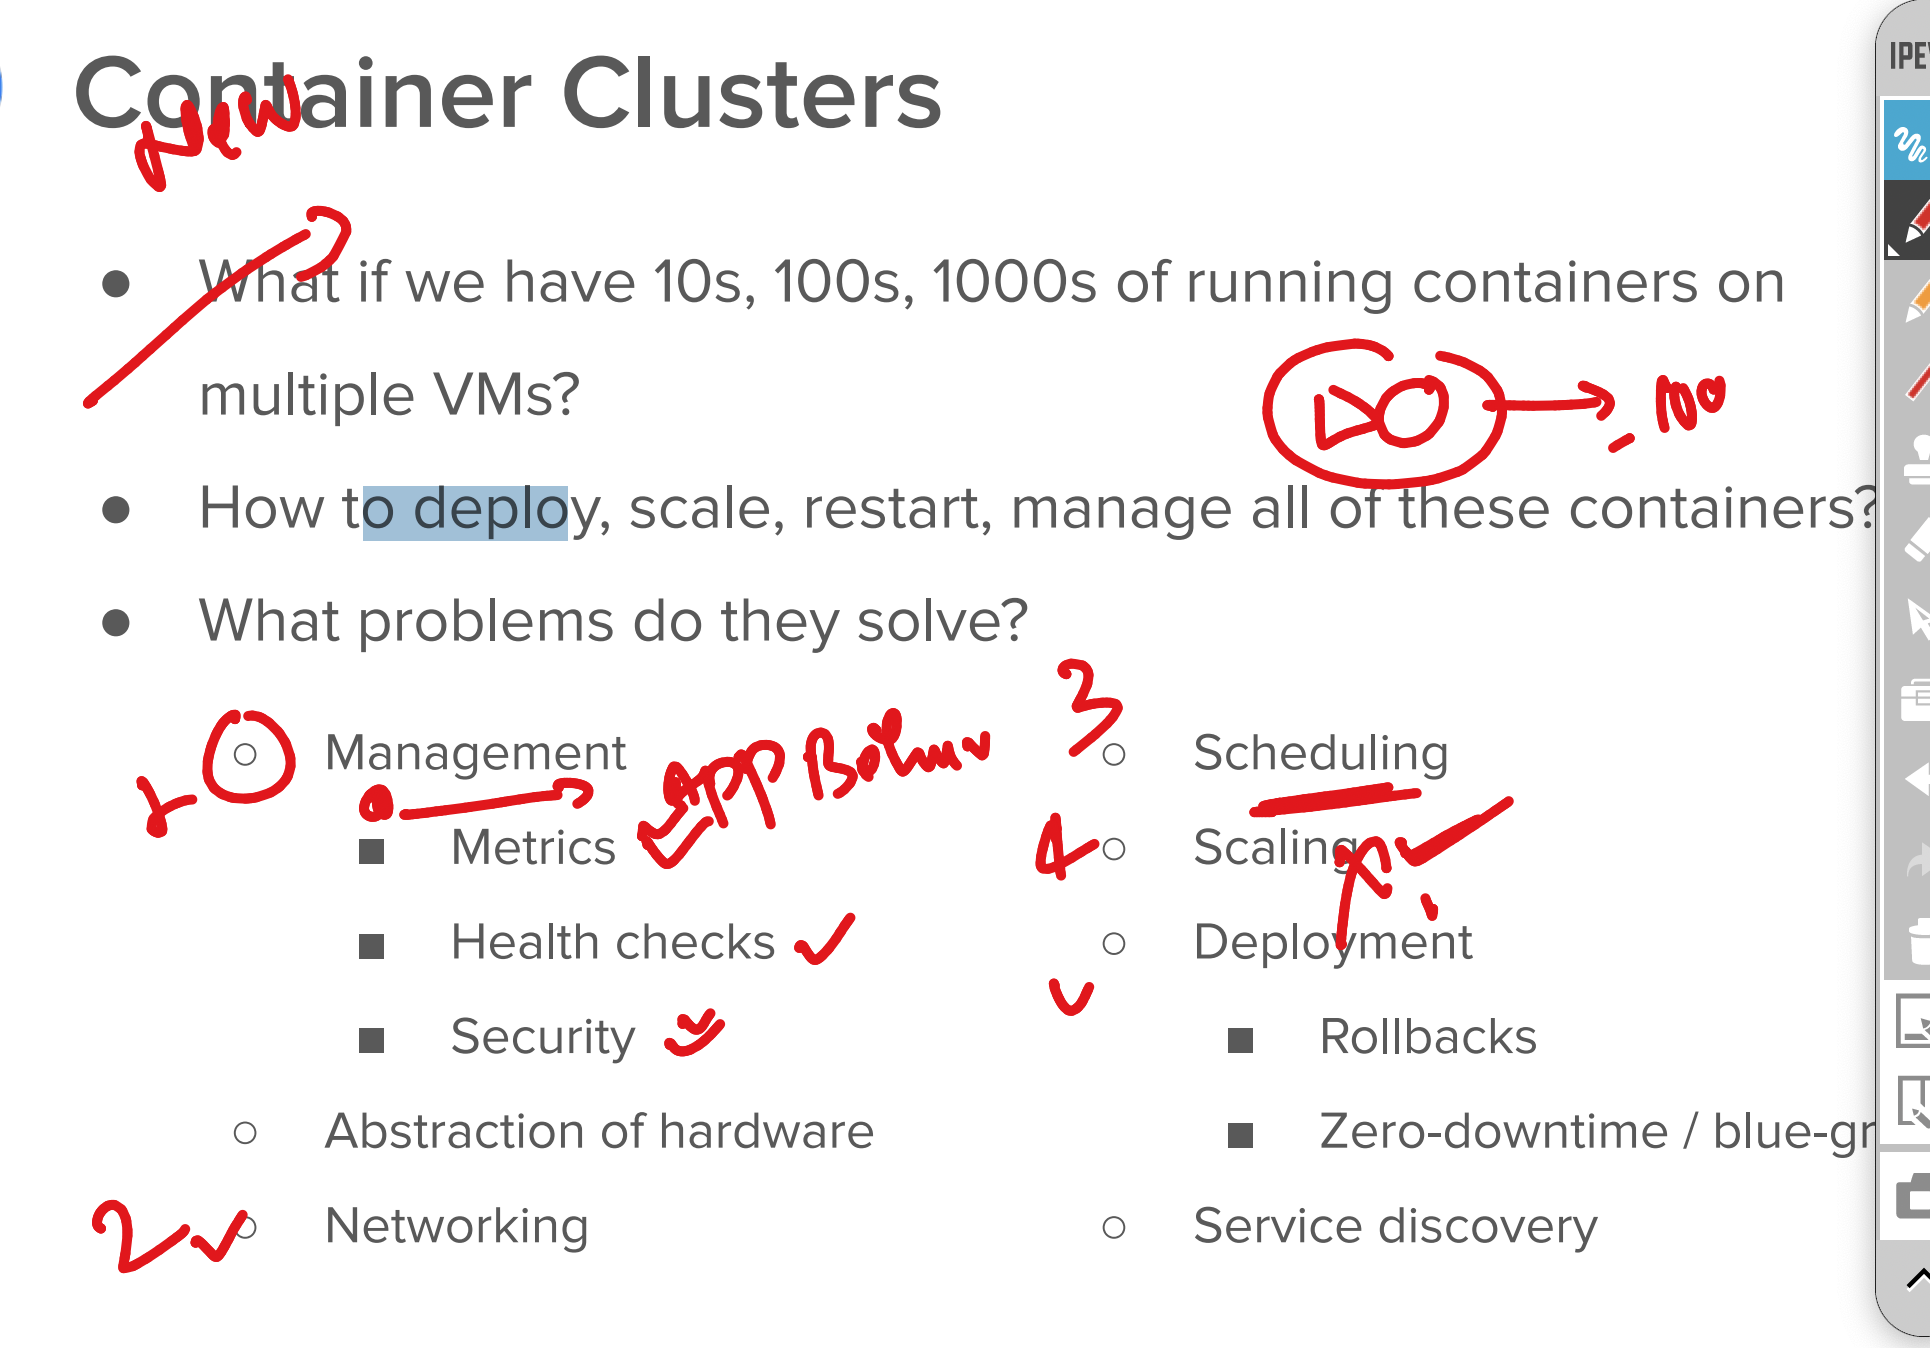 Container Clusters
New
What if we have 10s, 100s, 1000s of running containers on
multiple VMs?
DO 100
How to deploy, scale, restart, manage all of these containers?
What problems do they solve?
1 Management
App
Metrics
Health checks
Security
Abstraction of hardware
2 Networking
3 Scheduling
4 Scaling
Deployment
Rollbacks
Zero-downtime / blue-gr
Service discovery
IPE